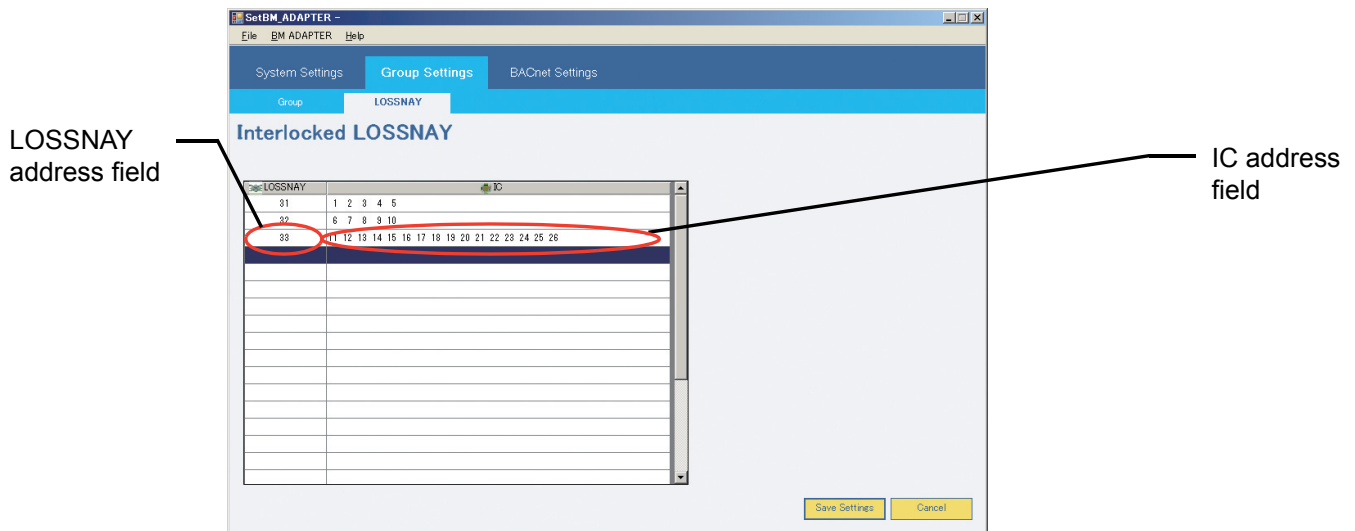 SetBM_ADAPTER –
File BM ADAPTER Help
System Settings Group Settings BACnet Settings
Group LOSSNAY
Interlocked LOSSNAY
LOSSNAY address field
IC address field
LOSSNAY IC
31 1 2 3 4 5
32 6 7 8 9 10
33 11 12 13 14 15 16 17 18 19 20 21 22 23 24 25 26
Save Settings Cancel